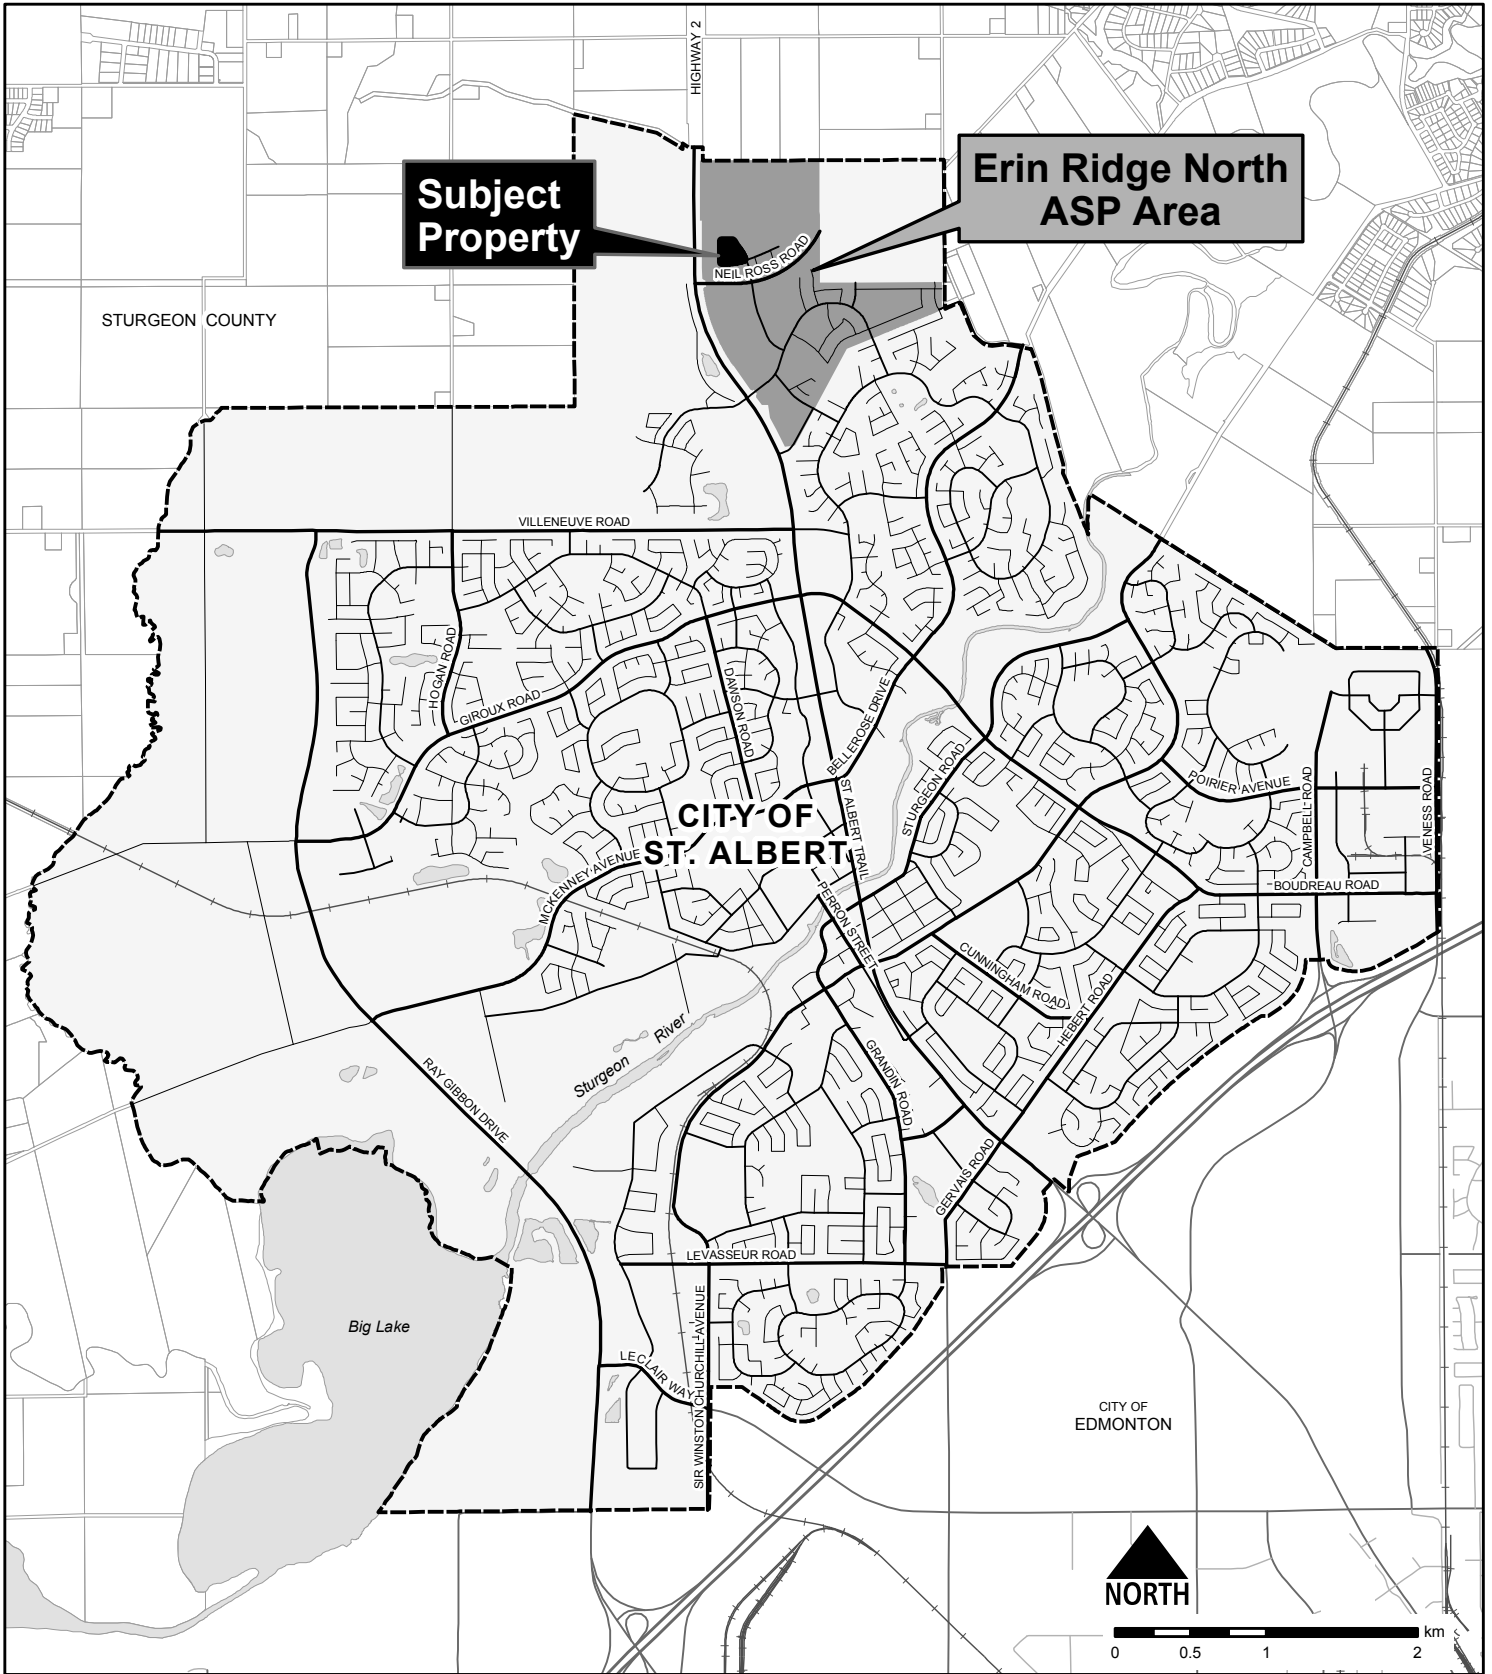 HIGHWAY 2
Subject
Property
Erin Ridge North
ASP Area
NEIL ROSS ROAD
STURGEON COUNTY
VILLENEUVE ROAD
HOGAN ROAD
GIROUX ROAD
DAWSON ROAD
BELLEROSE DRIVE
STURGEON ROAD
POIRIER AVENUE
CAMPBELL ROAD
VENESS ROAD
CITY OF
ST. ALBERT
ST ALBERT TRAIL
MCKENNEY AVENUE
PERRON STREET
BOUDREAU ROAD
CUNNINGHAM ROAD
HEBERT ROAD
Sturgeon River
RAY GIBBON DRIVE
GRANDIN ROAD
GERVAIS ROAD
LEVASSEUR ROAD
Big Lake
SIR WINSTON CHURCHILL AVENUE
LECLAIR WAY
CITY OF
EDMONTON
NORTH
km
0 0.5 1 2